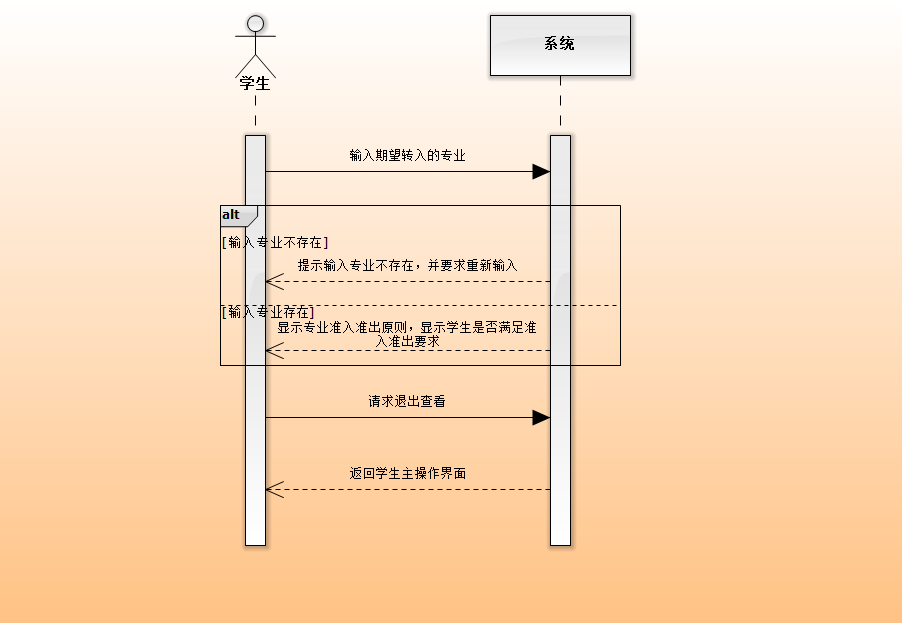 学生
系统
输入期望转入的专业
alt
[输入专业不存在]
提示输入专业不存在，并要求重新输入
[输入专业存在]
显示专业准入准出原则，显示学生是否满足准
入准出要求
请求退出查看
返回学生主操作界面